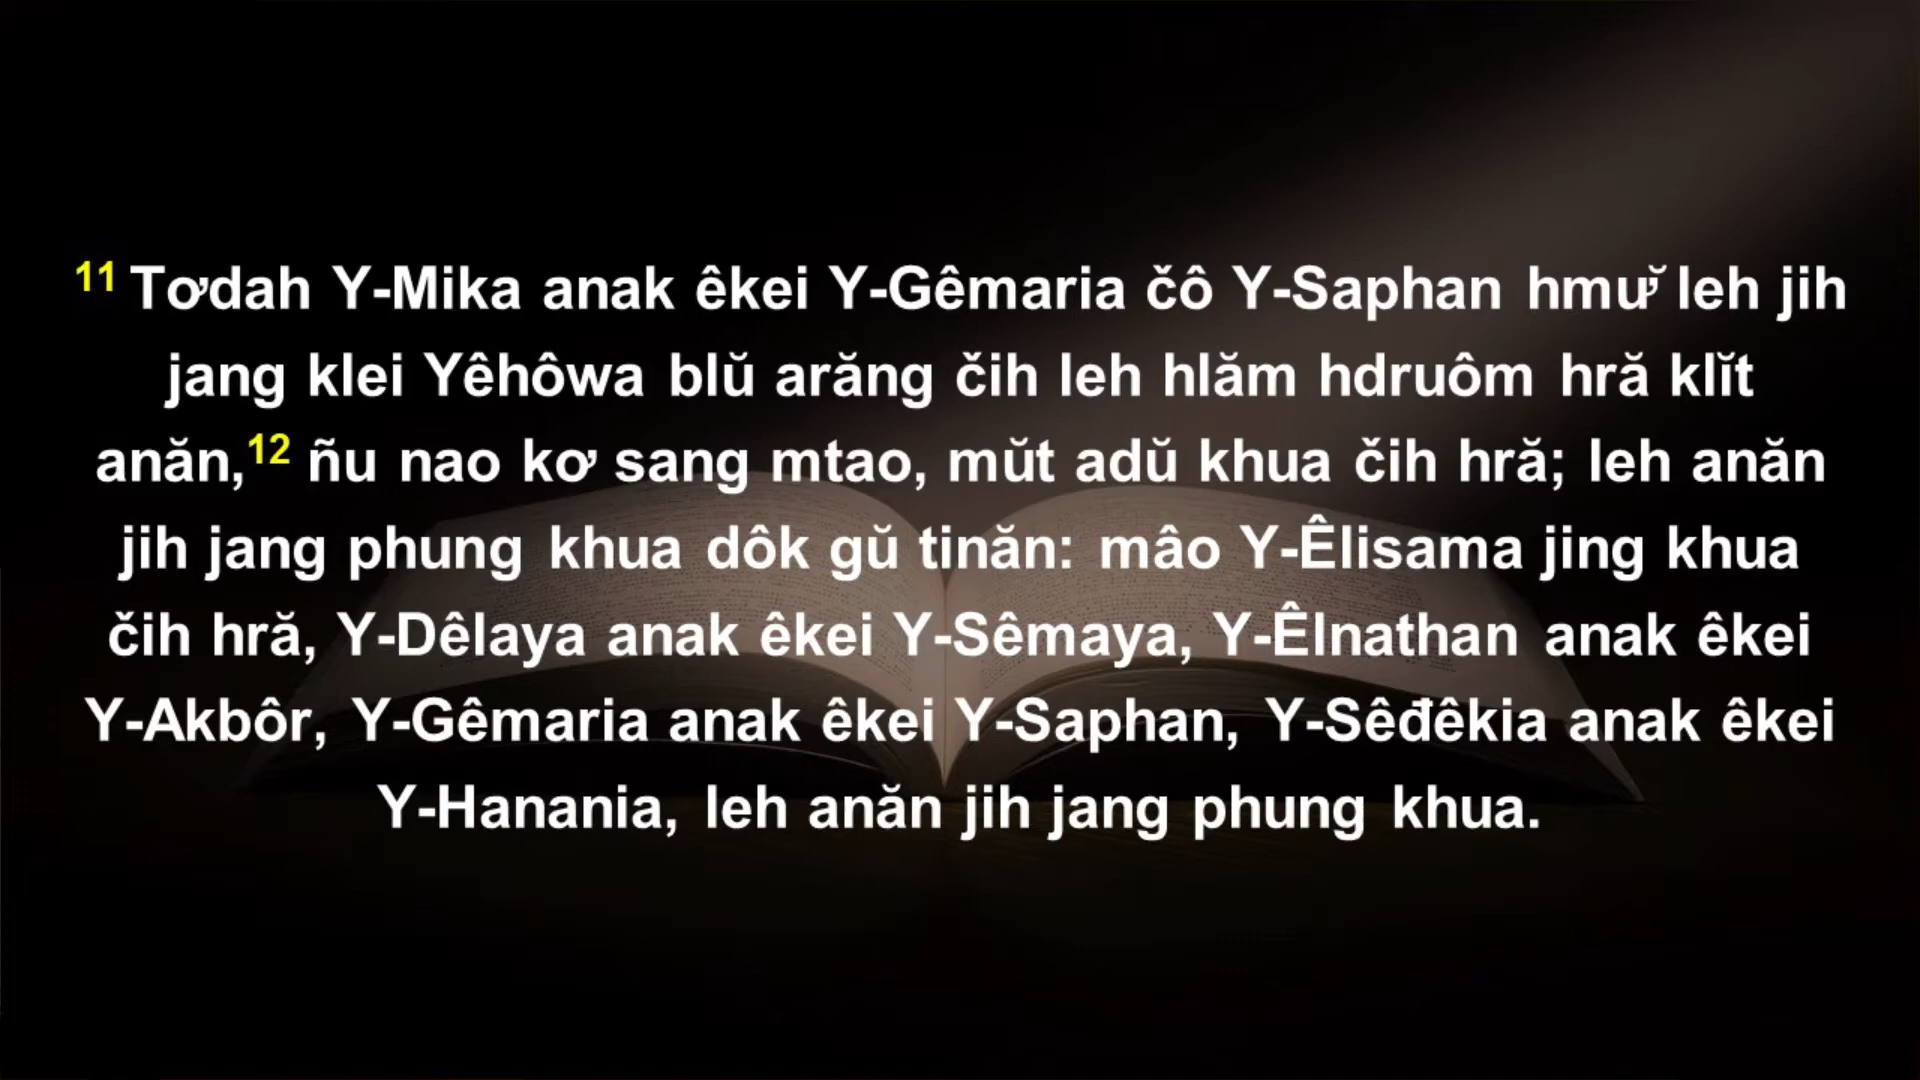 11 Tơdah Y-Mika anak êkei Y-Gêmaria čô Y-Saphan hmư̆ leh jih
jang klei Yêhôwa blŭ arăng čih leh hlăm hdruôm hră klĭt
anăn,12 ñu nao kơ sang mtao, mŭt adŭ khua čih hră; leh anăn
jih jang phung khua dôk gŭ tinăn: mâo Y-Êlisama jing khua
čih hră, Y-Dêlaya anak êkei Y-Sêmaya, Y-Êlnathan anak êkei
Y-Akbôr, Y-Gêmaria anak êkei Y-Saphan, Y-Sêđêkia anak êkei
Y-Hanania, leh anăn jih jang phung khua.